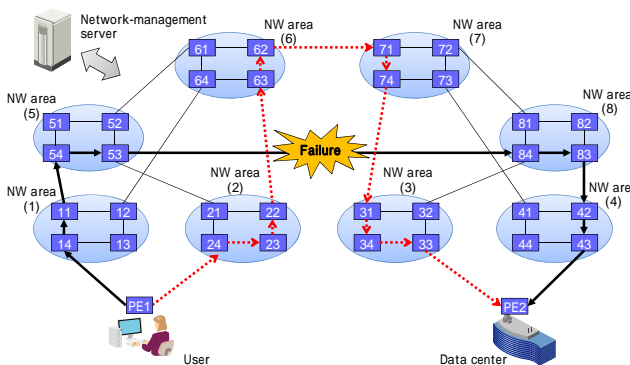 Network-management
server
NW area
(6)
NW area
(7)
61
62
71
72
64
63
74
73
NW area
(5)
NW area
(8)
51
52
81
82
54
53
Failure
84
83
NW area
(1)
NW area
(2)
NW area
(3)
NW area
(4)
11
12
21
22
31
32
41
42
14
13
24
23
34
33
44
43
PE1
PE2
User
Data center